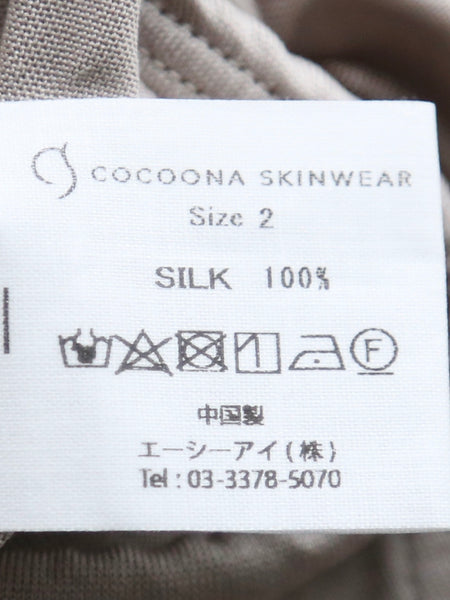 COCOONA SKINWEAR
Size 2
SILK 100%
F
中国製
エーシーアイ(株)
Tel : 03-3378-5070